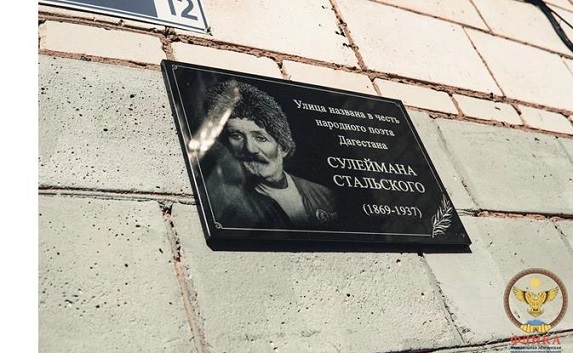 12
Улица названа в честь
народного поэта
Дагестана
СУЛЕЙМАНА
СТАЛЬСКОГО
(1869-1937)